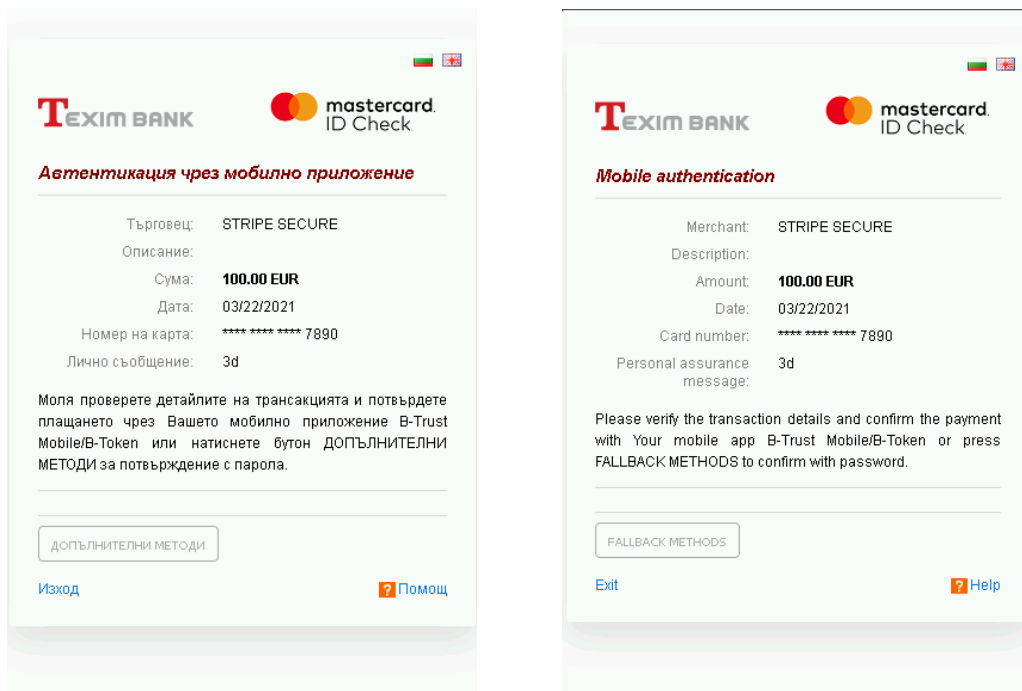 TEXIM BANK
mastercard.
ID Check
Автентикация чрез мобилно приложение
Търговец: STRIPE SECURE
Описание:
Сума: 100.00 EUR
Дата: 03/22/2021
Номер на карта: **** **** **** 7890
Лично съобщение: 3d
Моля проверете детайлите на трансакцията и потвърдете
плащането чрез Вашето мобилно приложение B-Trust
Mobile/B-Token или натиснете бутон ДОПЪЛНИТЕЛНИ
МЕТОДИ за потвърждение с парола.
ДОПЪЛНИТЕЛНИ МЕТОДИ
Изход
? Помощ
TEXIM BANK
mastercard.
ID Check
Mobile authentication
Merchant: STRIPE SECURE
Description:
Amount: 100.00 EUR
Date: 03/22/2021
Card number: **** **** **** 7890
Personal assurance 3d
message:
Please verify the transaction details and confirm the payment
with Your mobile app B-Trust Mobile/B-Token or press
FALLBACK METHODS to confirm with password.
FALLBACK METHODS
Exit
? Help